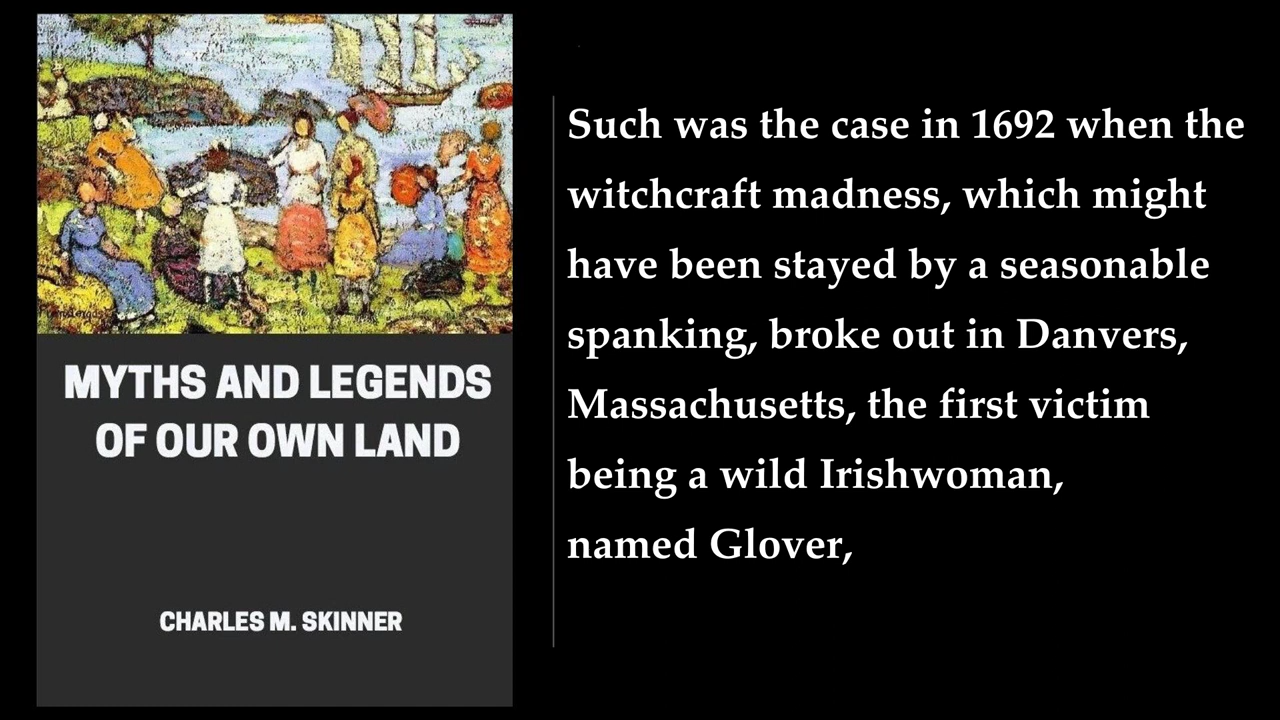 MYTHS AND LEGENDS
OF OUR OWN LAND
CHARLES M. SKINNER
Such was the case in 1692 when the
witchcraft madness, which might
have been stayed by a seasonable
spanking, broke out in Danvers,
Massachusetts, the first victim
being a wild Irishwoman,
named Glover,